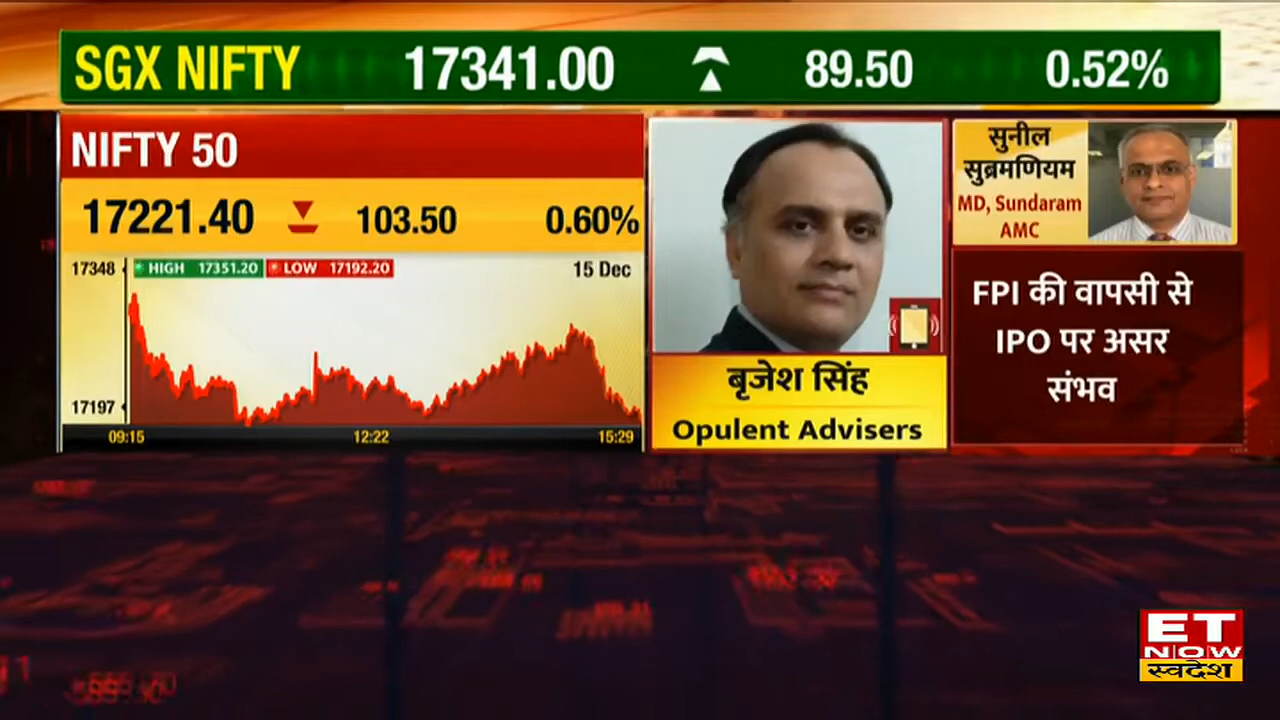 SGX NIFTY 17341.00 89.50 0.52%
NIFTY 50
17221.40 103.50 0.60%
17348 HIGH 17351.20 LOW 17192.20 15 Dec
17197
09:15 12:22 15:29
बृजेश सिंह
Opulent Advisers
सुनील
सुब्रमणियम
MD, Sundaram
AMC
FPI की वापसी से
IPO पर असर
संभव
ET
NOW
स्वदेश